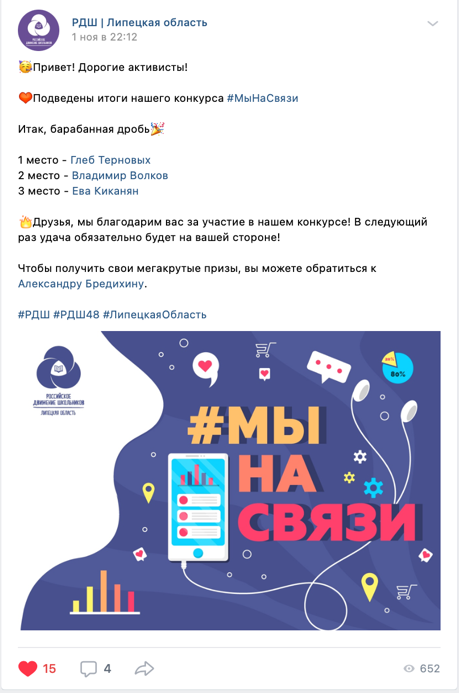 РДШ | Липецкая область
1 ноя в 22:12
🥳Привет! Дорогие активисты!
❤️Подведены итоги нашего конкурса #МыНаСвязи
Итак, барабанная дробь🎉
1 место - Глеб Терновых
2 место - Владимир Волков
3 место - Ева Киканян
🔥Друзья, мы благодарим вас за участие в нашем конкурсе! В следующий
раз удача обязательно будет на вашей стороне!
Чтобы получить свои мегакрутые призы, вы можете обратиться к
Александру Бредихину.
#РДШ #РДШ48 #ЛипецкаяОбласть
РОССИЙСКОЕ
ДВИЖЕНИЕ ШКОЛЬНИКОВ
ЛИПЕЦКАЯ ОБЛАСТЬ
86%
#МЫ
НА
СВЯЗИ
15
4
652